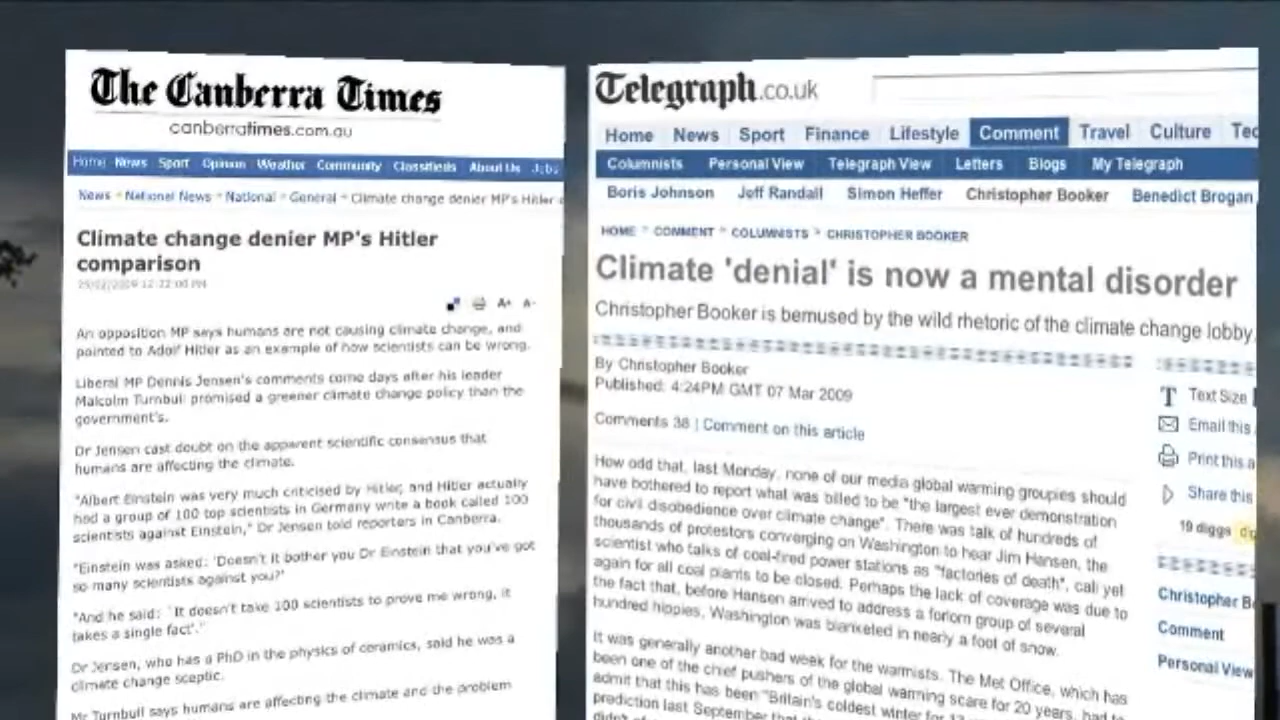 The Canberra Times
canberratimes.com.au
Home News Sport Opinion Weather Community Classifieds About Us Jobs
News National News National General Climate change denier MP's Hitler
Climate change denier MP's Hitler
comparison
25/02/2009 12:22:00 PM
A+ A-
An opposition MP says humans are not causing climate change, and
pointed to Adolf Hitler as an example of how scientists can be wrong.
Liberal MP Dennis Jensen's comments come days after his leader
Malcolm Turnbull promised a greener climate change policy than the
government's.
Dr Jensen cast doubt on the apparent scientific consensus that
humans are affecting the climate.
"Albert Einstein was very much criticised by Hitler, and Hitler actually
had a group of 100 top scientists in Germany write a book called 100
scientists against Einstein," Dr Jensen told reporters in Canberra.
"Einstein was asked: 'Doesn't it bother you Dr Einstein that you've got
so many scientists against you?'
"And he said: `It doesn't take 100 scientists to prove me wrong, it
takes a single fact'."
Dr Jensen, who has a PhD in the physics of ceramics, said he was a
climate change sceptic.
Mr Turnbull says humans are affecting the climate and the problem
Telegraph.co.uk
Home News Sport Finance Lifestyle Comment Travel Culture Tec
Columnists Personal View Telegraph View Letters Blogs My Telegraph
Boris Johnson Jeff Randall Simon Heffer Christopher Booker Benedict Brogan
HOME COMMENT COLUMNISTS CHRISTOPHER BOOKER
Climate 'denial' is now a mental disorder
Christopher Booker is bemused by the wild rhetoric of the climate change lobby.
By Christopher Booker
Published: 4:24PM GMT 07 Mar 2009
Comments 38 | Comment on this article
How odd that, last Monday, none of our media global warming groupies should
have bothered to report what was billed to be "the largest ever demonstration
for civil disobedience over climate change". There was talk of hundreds of
thousands of protestors converging on Washington to hear Jim Hansen, the
scientist who talks of coal-fired power stations as "factories of death", call yet
again for all coal plants to be closed. Perhaps the lack of coverage was due to
the fact that, before Hansen arrived to address a forlorn group of several
hundred hippies, Washington was blanketed in nearly a foot of snow.
It was generally another bad week for the warmists. The Met Office, which has
been one of the chief pushers of the global warming scare for 20 years, had to
admit that this has been "Britain's coldest winter for 13
prediction last September that
didn't
Text Size
Email this
Print this a
Share this
19 diggs
Christopher B
Comment
Personal View